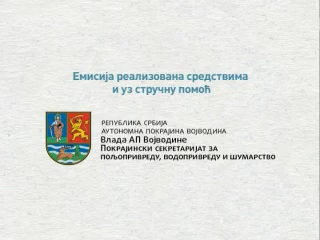 Емисија реализована средствима
и уз стручну помоћ
РЕПУБЛИКА СРБИЈА
АУТОНОМНА ПОКРАЈИНА ВОЈВОДИНА
Влада АП Војводине
ПОКРАЈИНСКИ СЕКРЕТАРИЈАТ ЗА
ПОЉОПРИВРЕДУ, ВОДОПРИВРЕДУ И ШУМАРСТВО